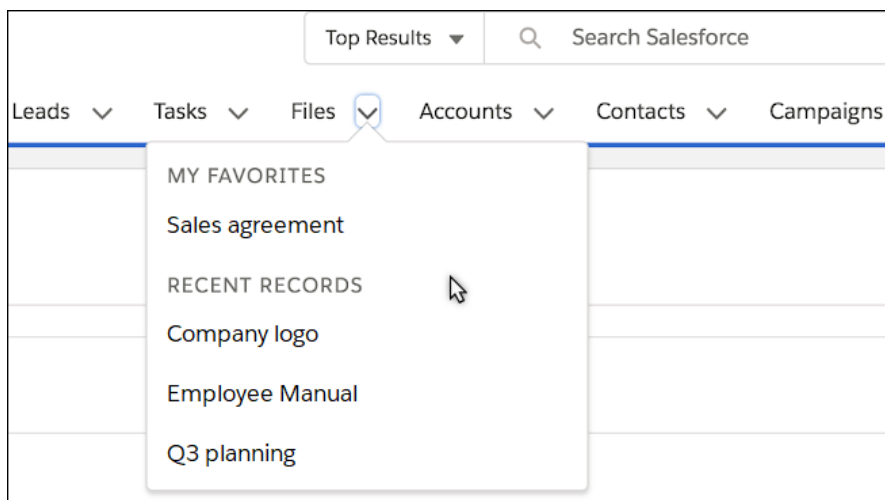 Top Results Search Salesforce
Leads Tasks Files Accounts Contacts Campaigns
MY FAVORITES
Sales agreement
RECENT RECORDS
Company logo
Employee Manual
Q3 planning